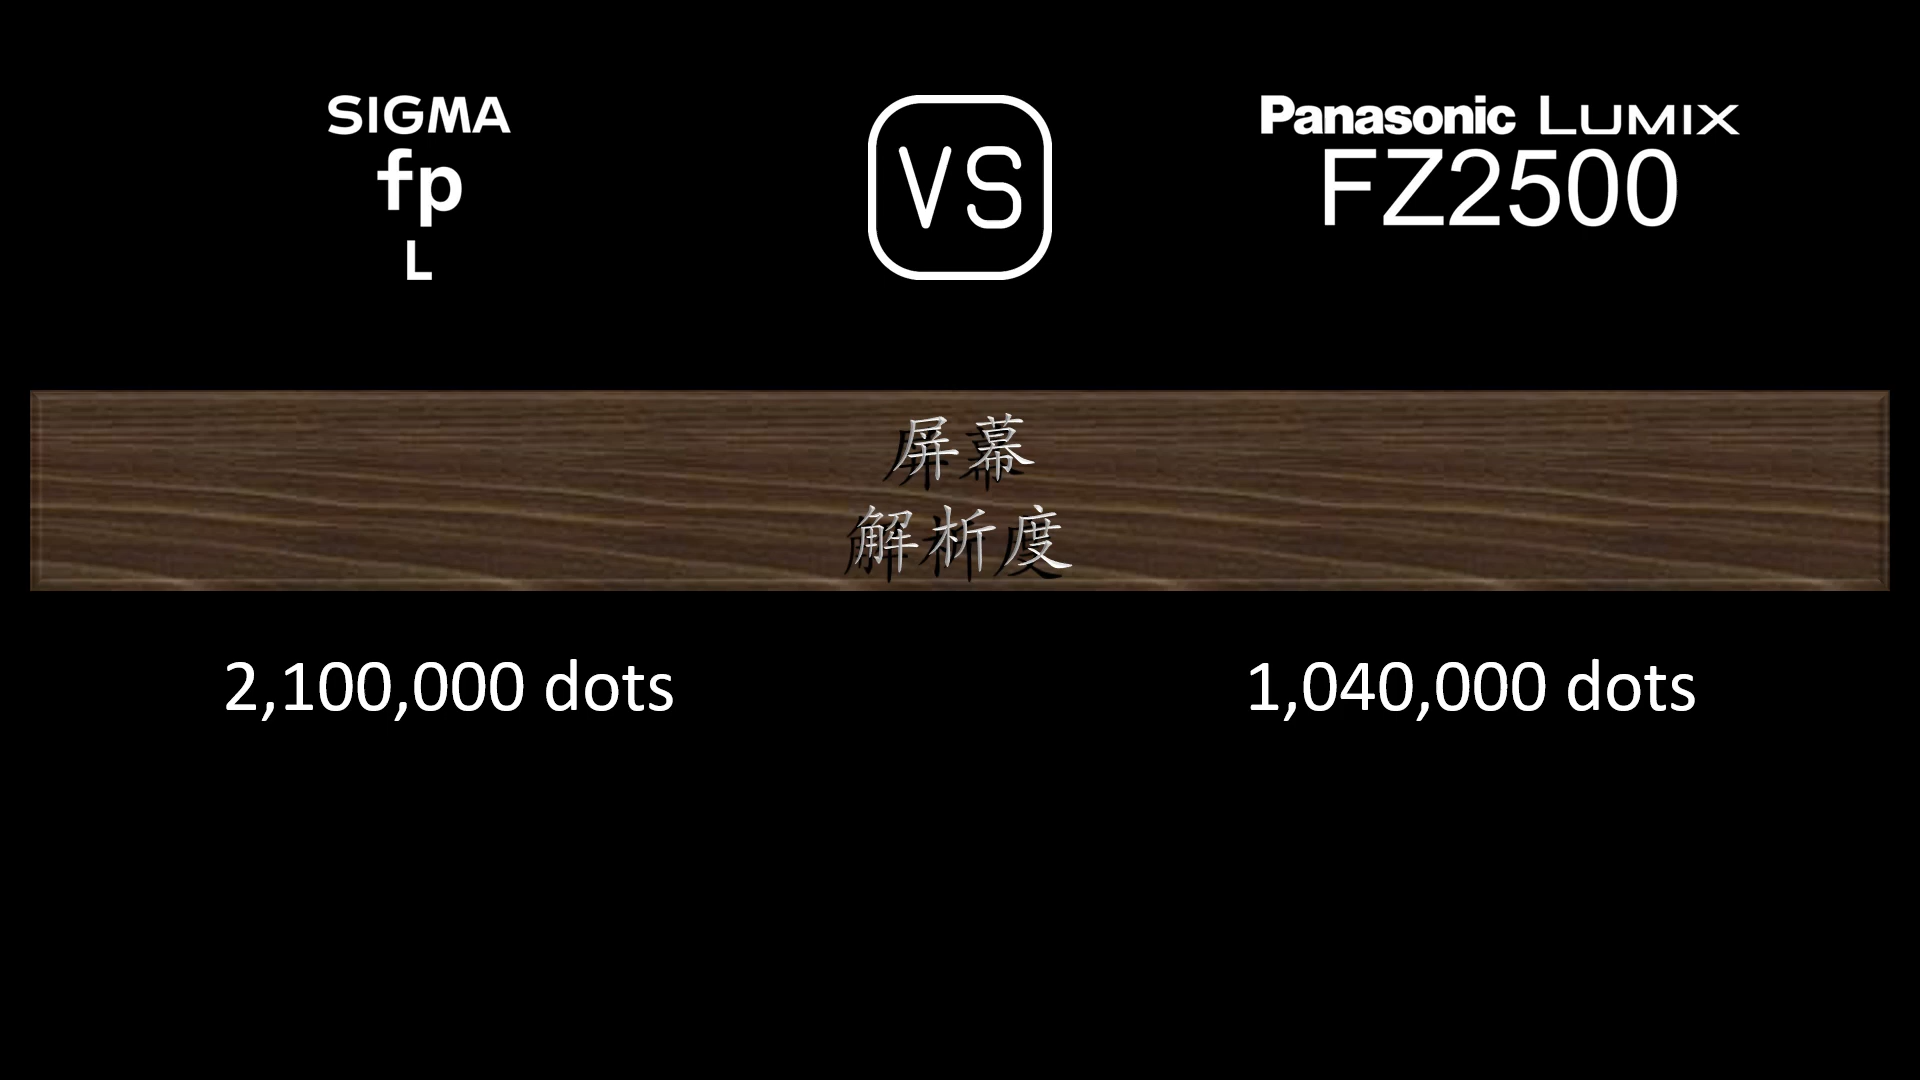 SIGMA
fp
L
VS
Panasonic LUMIX
FZ2500
屏幕
解析度
2,100,000 dots
1,040,000 dots